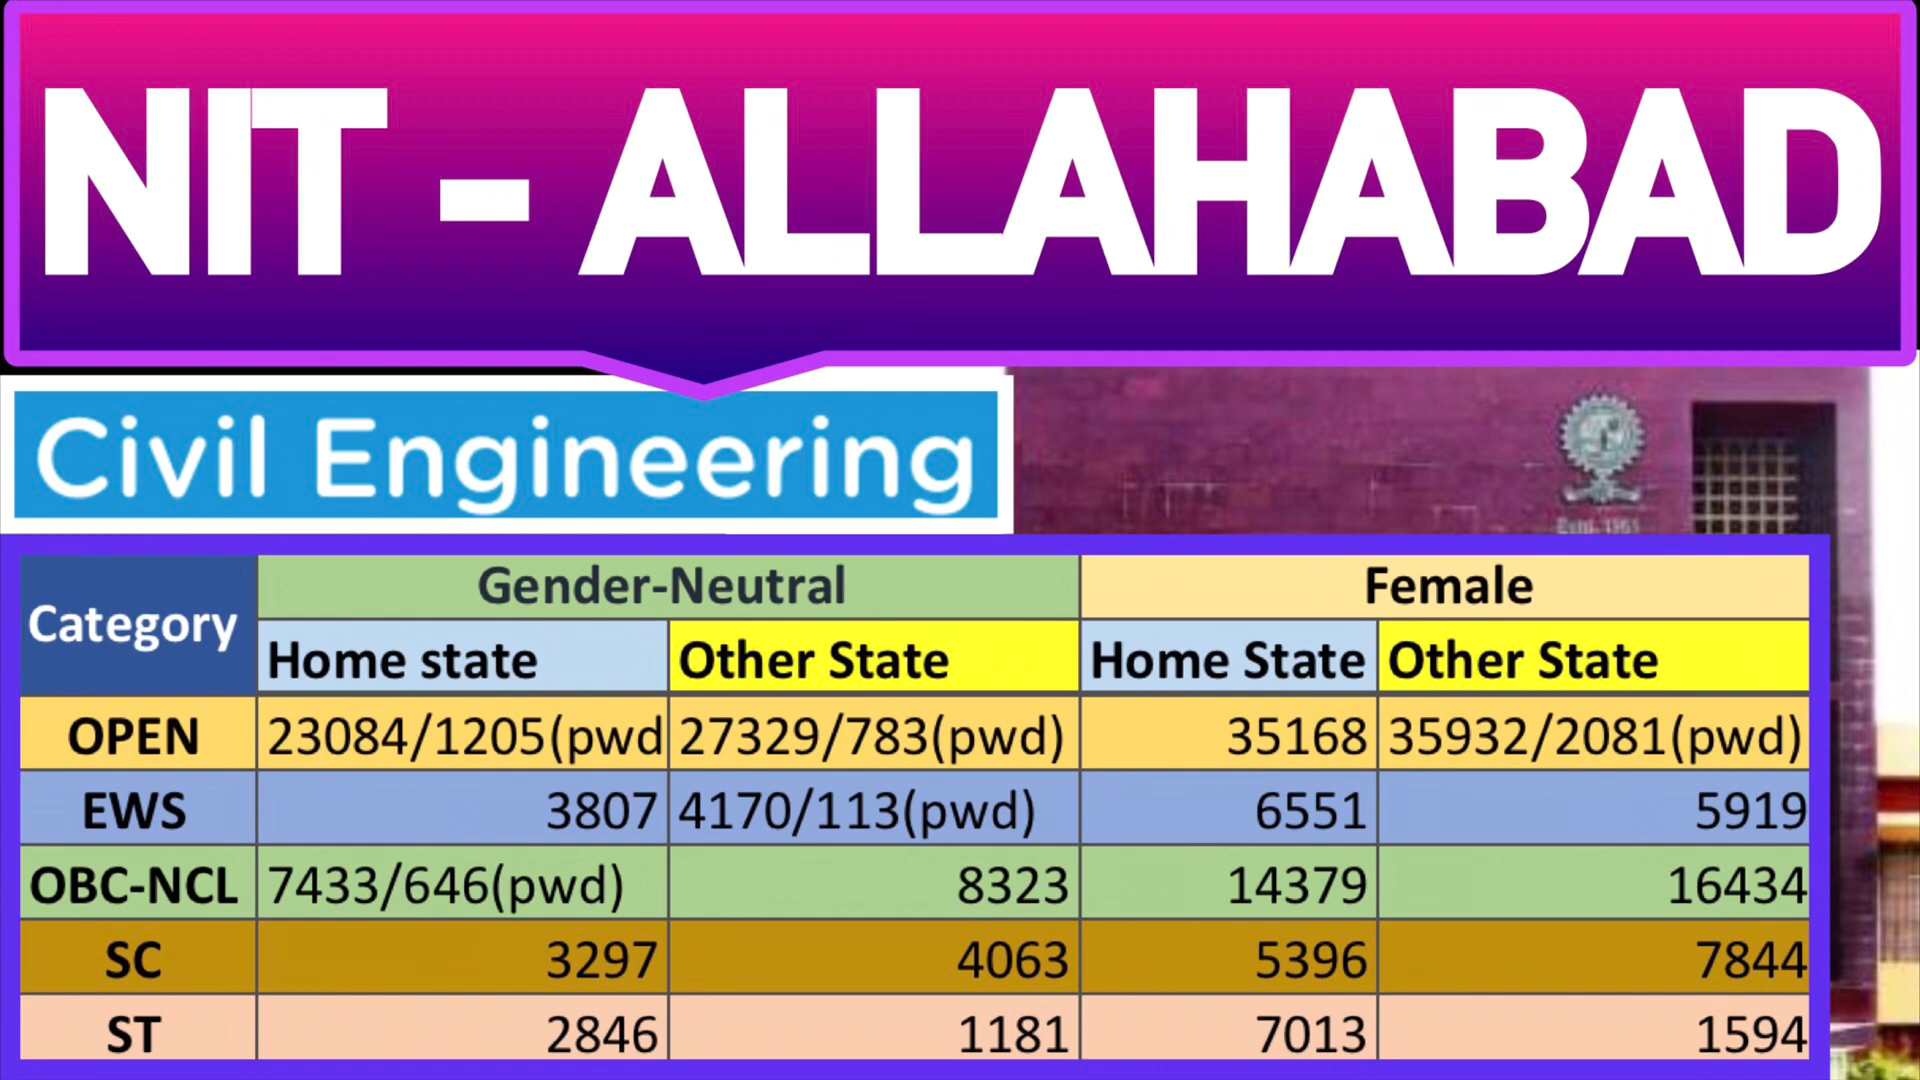 NIT - ALLAHABAD
Civil Engineering
Estd. 1961
Category Gender-Neutral Female
Home state Other State Home State Other State
OPEN 23084/1205(pwd 27329/783(pwd) 35168 35932/2081(pwd)
EWS 3807 4170/113(pwd) 6551 5919
OBC-NCL 7433/646(pwd) 8323 14379 16434
SC 3297 4063 5396 7844
ST 2846 1181 7013 1594